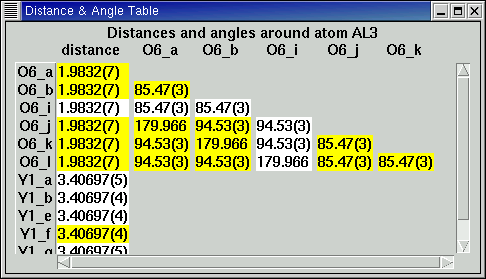 Distance & Angle Table
Distances and angles around atom AL3
distance O6_a O6_b O6_i O6_j O6_k
O6_a 1.9832(7)
O6_b 1.9832(7) 85.47(3)
O6_i 1.9832(7) 85.47(3) 85.47(3)
O6_j 1.9832(7) 179.966 94.53(3) 94.53(3)
O6_k 1.9832(7) 94.53(3) 179.966 94.53(3) 85.47(3)
O6_l 1.9832(7) 94.53(3) 94.53(3) 179.966 85.47(3) 85.47(3)
Y1_a 3.40697(5)
Y1_b 3.40697(4)
Y1_e 3.40697(4)
Y1_f 3.40697(4)
3.40697(5)